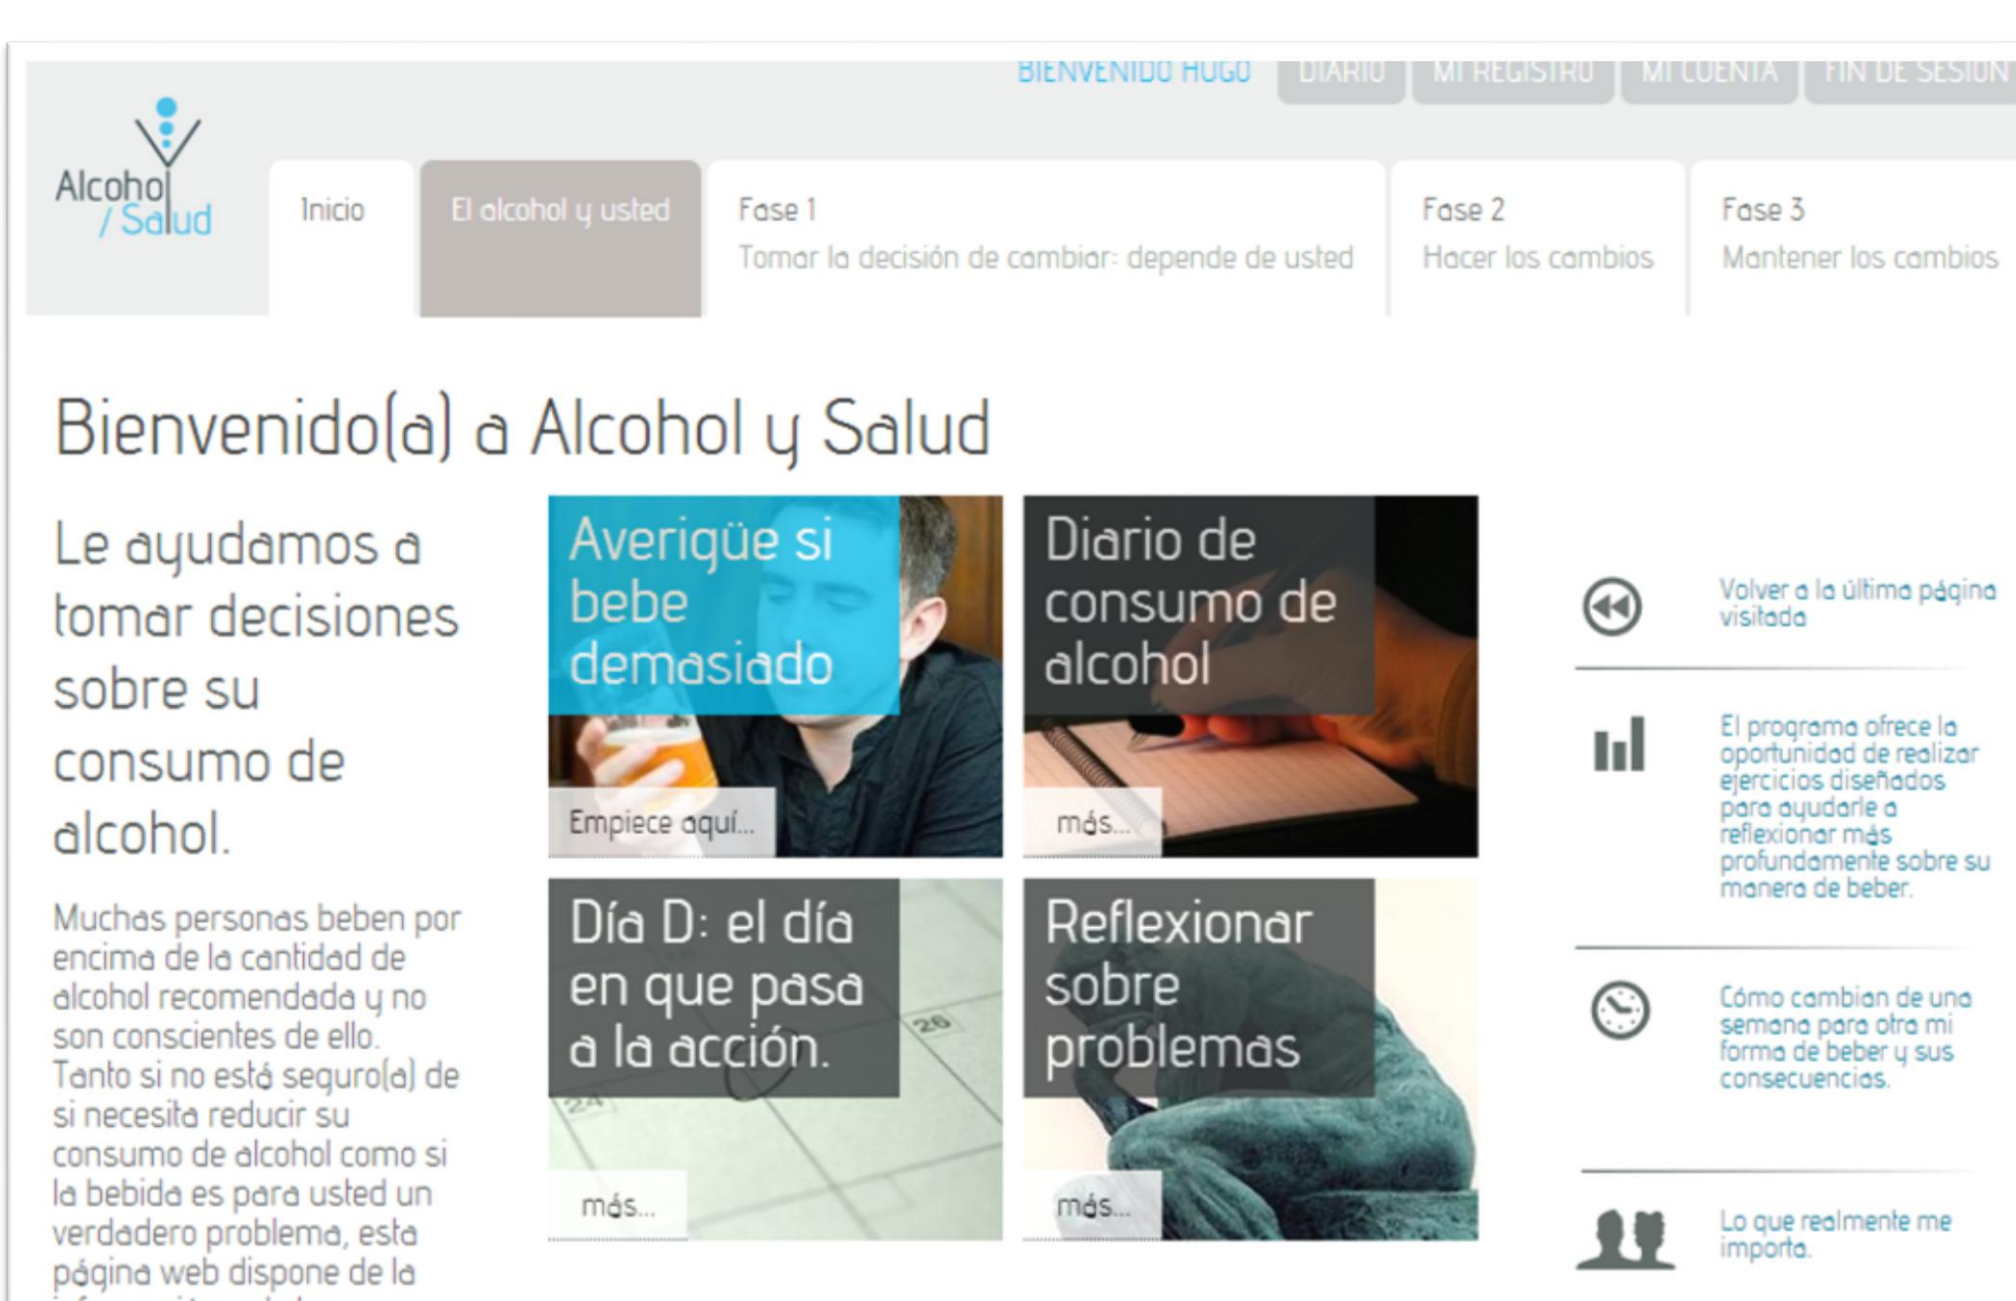 BIENVENIDO HUGO DIARIO MI REGISTRO MI CUENTA FIN DE SESIÓN
Alcohol
/ Salud
Inicio
El alcohol y usted
Fase 1
Tomar la decisión de cambiar: depende de usted
Fase 2
Hacer los cambios
Fase 3
Mantener los cambios
Bienvenido(a) a Alcohol y Salud
Le ayudamos a
tomar decisiones
sobre su
consumo de
alcohol.
Muchas personas beben por
encima de la cantidad de
alcohol recomendada y no
son conscientes de ello.
Tanto si no está seguro(a) de
si necesita reducir su
consumo de alcohol como si
la bebida es para usted un
verdadero problema, esta
página web dispone de la
Averigüe si
bebe
demasiado
Empiece aquí...
Diario de
consumo de
alcohol
más...
Día D: el día
en que pasa
a la acción.
26
24
más...
Reflexionar
sobre
problemas
más...
Volver a la última página
visitada
El programa ofrece la
oportunidad de realizar
ejercicios diseñados
para ayudarle a
reflexionar más
profundamente sobre su
manera de beber.
Cómo cambian de una
semana para otra mi
forma de beber y sus
consecuencias.
Lo que realmente me
importa.